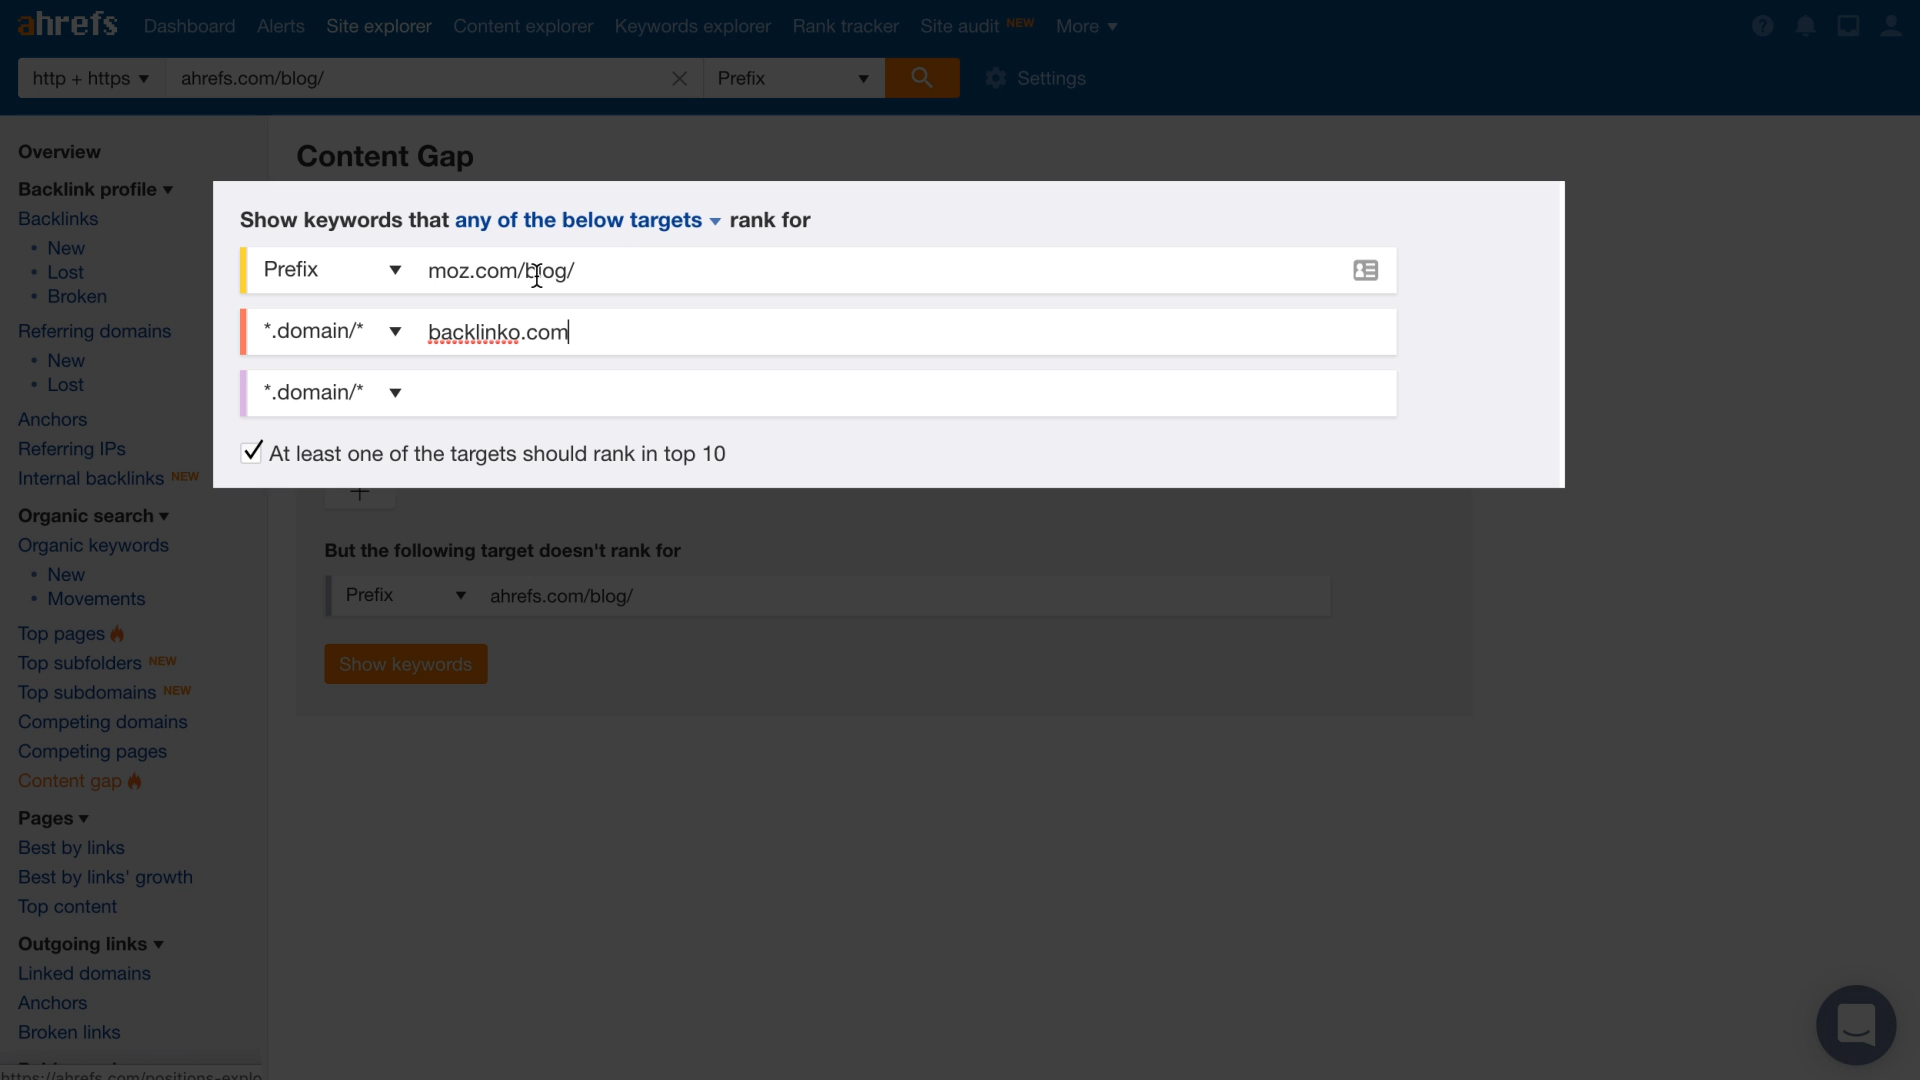 ahrefs Dashboard Alerts Site explorer Content explorer Keywords explorer Rank tracker Site audit NEW More
http + https ahrefs.com/blog/ Prefix Settings
Overview
Backlink profile
Backlinks
• New
• Lost
• Broken
Referring domains
• New
• Lost
Anchors
Referring IPs
Internal backlinks NEW
Organic search
Organic keywords
• New
• Movements
Top pages
Top subfolders NEW
Top subdomains NEW
Competing domains
Competing pages
Content gap
Pages
Best by links
Best by links' growth
Top content
Outgoing links
Linked domains
Anchors
Broken links
https://ahrefs.com/positions-explo
Content Gap
Show keywords that any of the below targets rank for
Prefix moz.com/blog/
*.domain/* backlinko.com
*.domain/*
At least one of the targets should rank in top 10
+
But the following target doesn't rank for
Prefix ahrefs.com/blog/
Show keywords